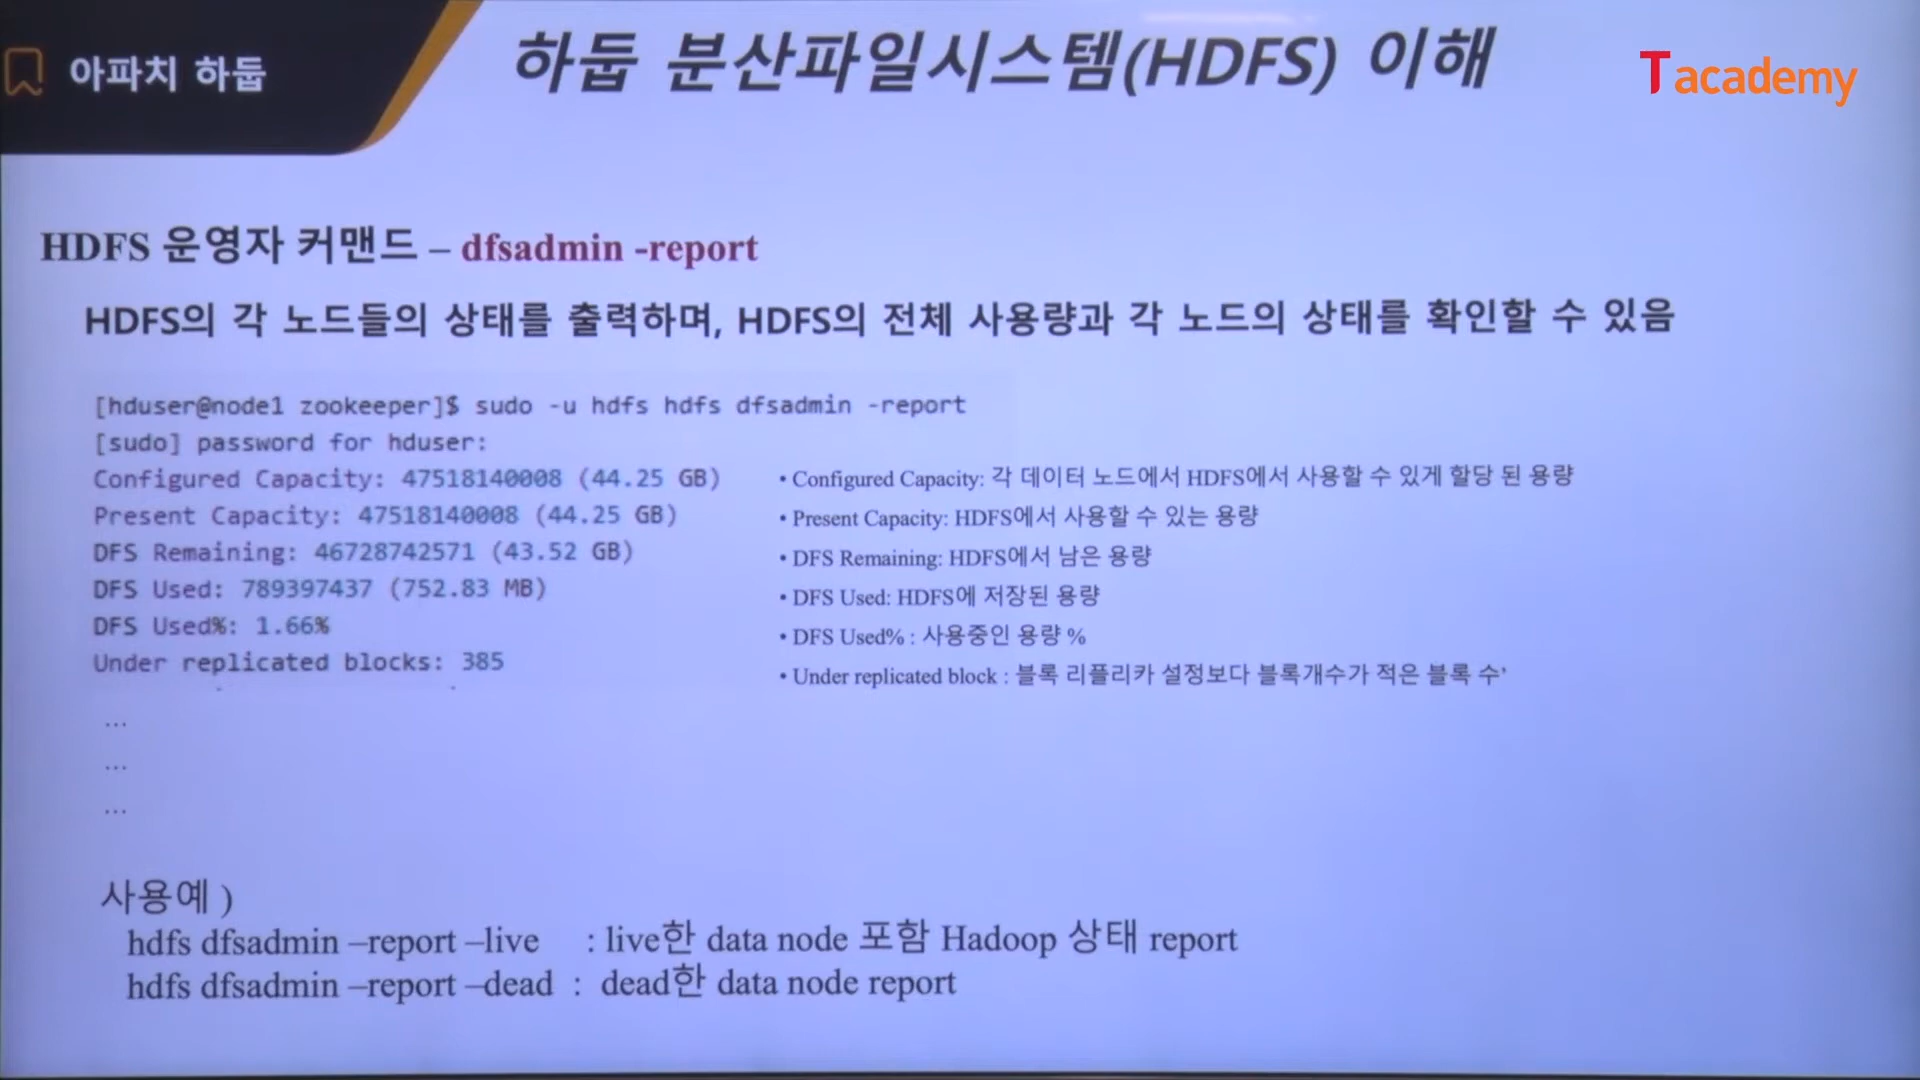 아파치 하둡
하둡 분산파일시스템(HDFS) 이해
Tacademy
HDFS 운영자 커맨드 – dfsadmin -report
HDFS의 각 노드들의 상태를 출력하며, HDFS의 전체 사용량과 각 노드의 상태를 확인할 수 있음
[hduser@node1 zookeeper]$ sudo -u hdfs hdfs dfsadmin -report
[sudo] password for hduser:
Configured Capacity: 47518140008 (44.25 GB)
Present Capacity: 47518140008 (44.25 GB)
DFS Remaining: 46728742571 (43.52 GB)
DFS Used: 789397437 (752.83 MB)
DFS Used%: 1.66%
Under replicated blocks: 385
• Configured Capacity: 각 데이터 노드에서 HDFS에서 사용할 수 있게 할당 된 용량
• Present Capacity: HDFS에서 사용할 수 있는 용량
• DFS Remaining: HDFS에서 남은 용량
• DFS Used: HDFS에 저장된 용량
• DFS Used% : 사용중인 용량 %
• Under replicated block : 블록 리플리카 설정보다 블록개수가 적은 블록 수’
...
...
...
사용예 )
hdfs dfsadmin –report –live : live한 data node 포함 Hadoop 상태 report
hdfs dfsadmin –report –dead : dead한 data node report